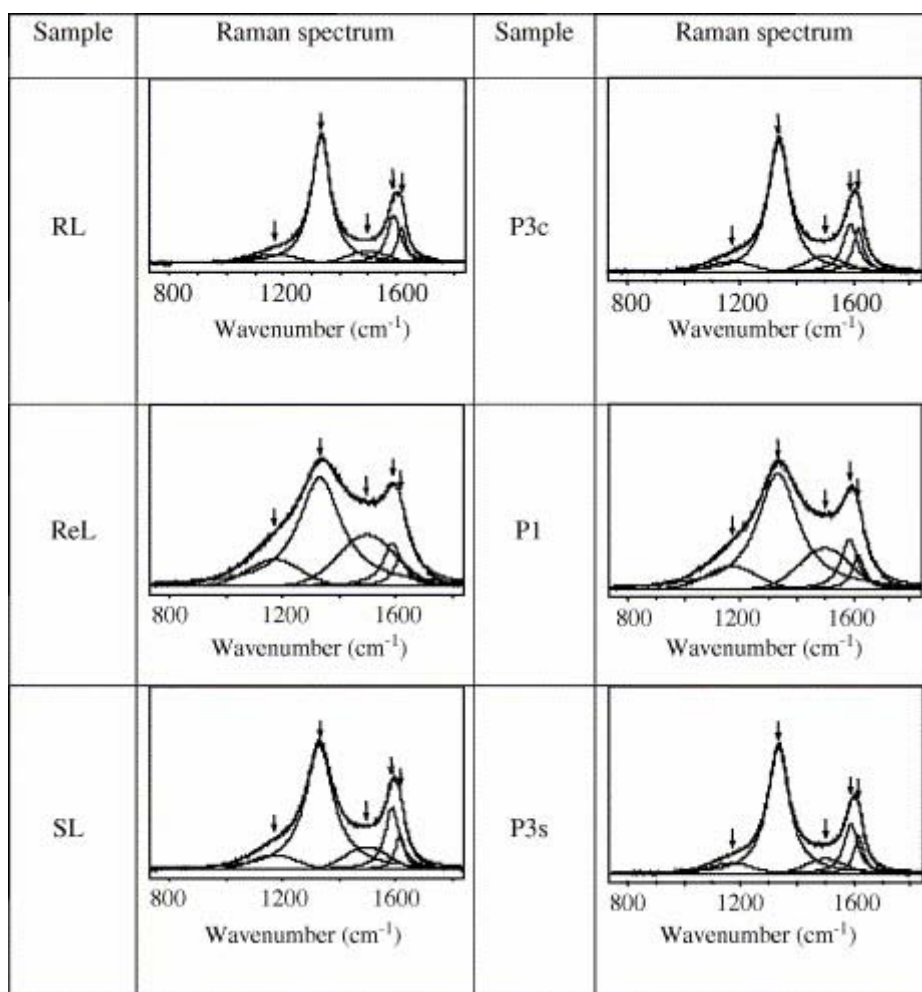 Sample Raman spectrum Sample Raman spectrum
RL P3c
800 1200 1600 800 1200 1600
Wavenumber (cm⁻¹) Wavenumber (cm⁻¹)
ReL P1
800 1200 1600 800 1200 1600
Wavenumber (cm⁻¹) Wavenumber (cm⁻¹)
SL P3s
800 1200 1600 800 1200 1600
Wavenumber (cm⁻¹) Wavenumber (cm⁻¹)